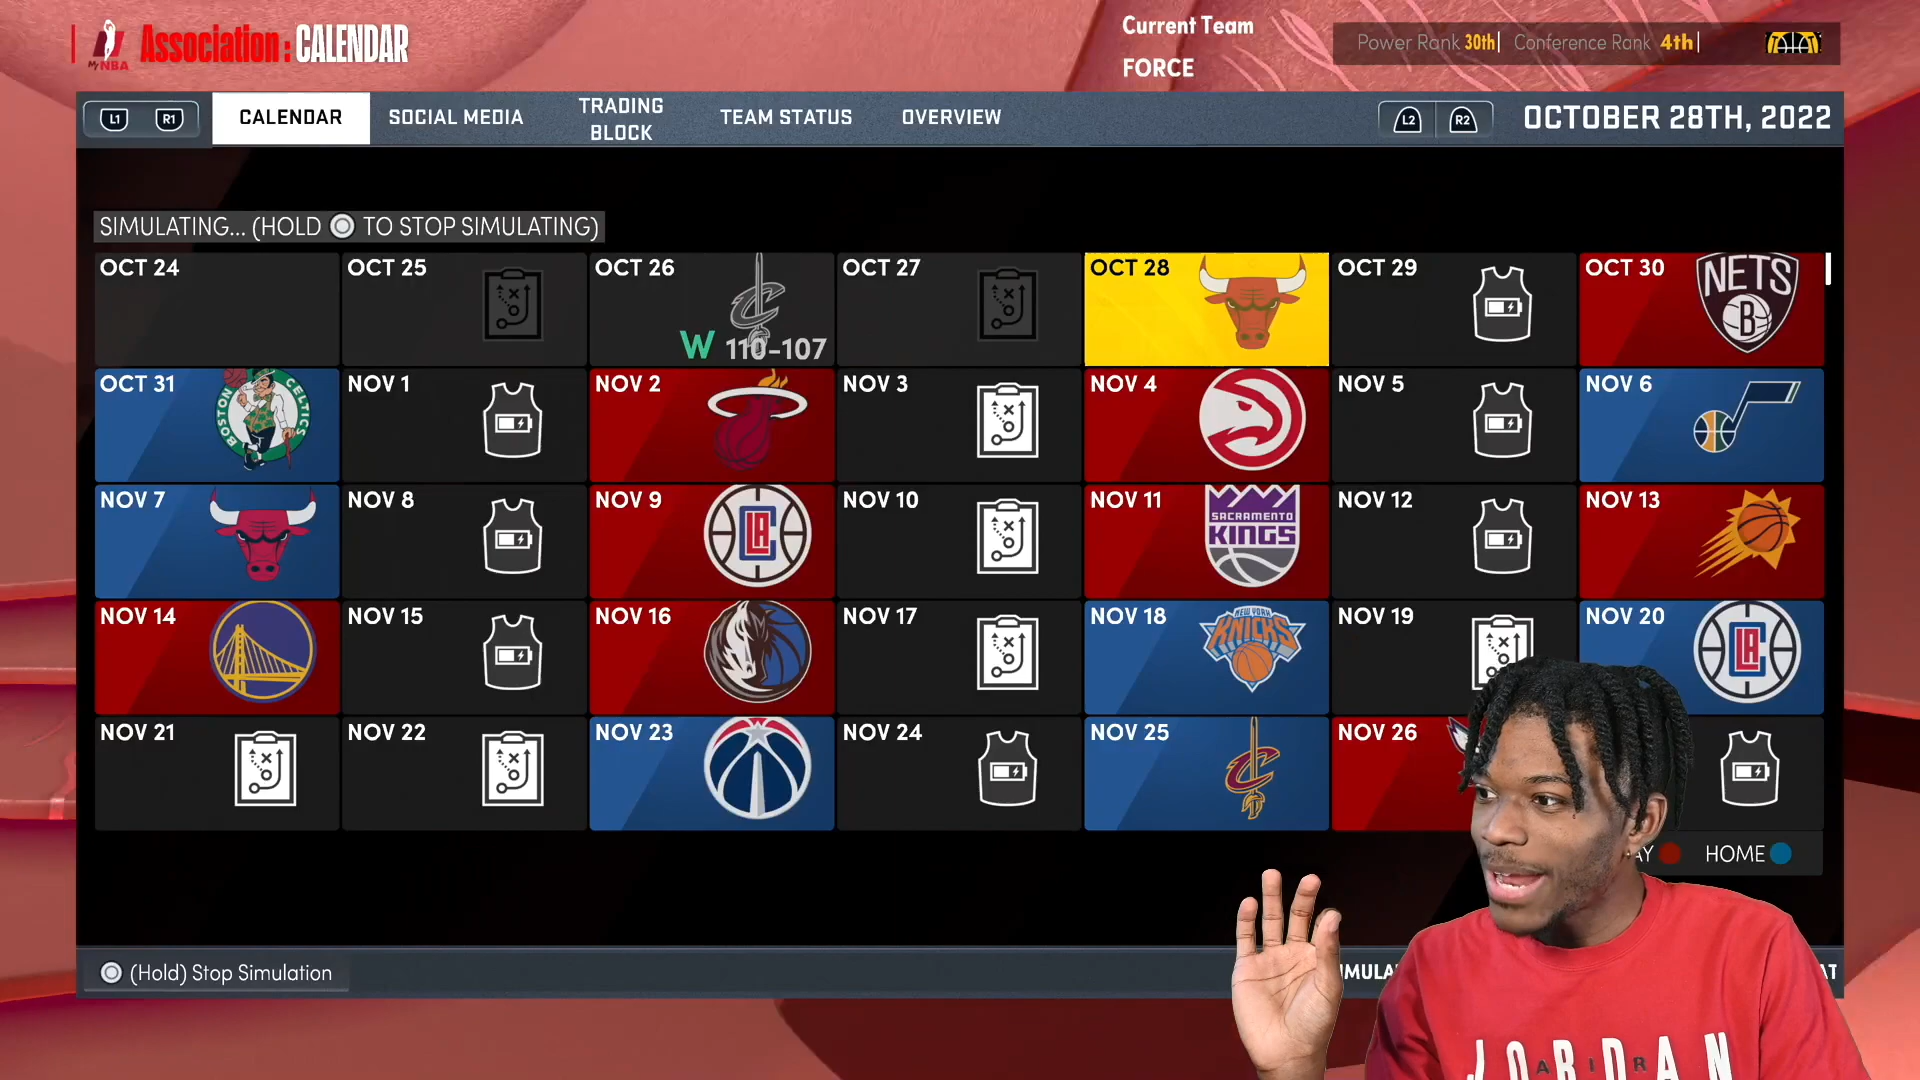 MyNBA
Association : CALENDAR
Current Team
FORCE
Power Rank 30th| Conference Rank 4th|
L1 R1
CALENDAR
SOCIAL MEDIA
TRADING
BLOCK
TEAM STATUS
OVERVIEW
L2 R2
OCTOBER 28TH, 2022
SIMULATING... (HOLD TO STOP SIMULATING)
OCT 24
OCT 25
OCT 26
W 110-107
OCT 27
OCT 28
OCT 29
OCT 30
NETS
B
OCT 31
BOSTON CELTICS
NOV 1
NOV 2
NOV 3
NOV 4
NOV 5
NOV 6
NOV 7
NOV 8
NOV 9
LA
NOV 10
NOV 11
SACRAMENTO
KINGS
NOV 12
NOV 13
NOV 14
NOV 15
NOV 16
NOV 17
NOV 18
NEW YORK
KNICKS
NOV 19
NOV 20
LA
NOV 21
NOV 22
NOV 23
NOV 24
NOV 25
NOV 26
HOME
(Hold) Stop Simulation
JORDAN
AIR